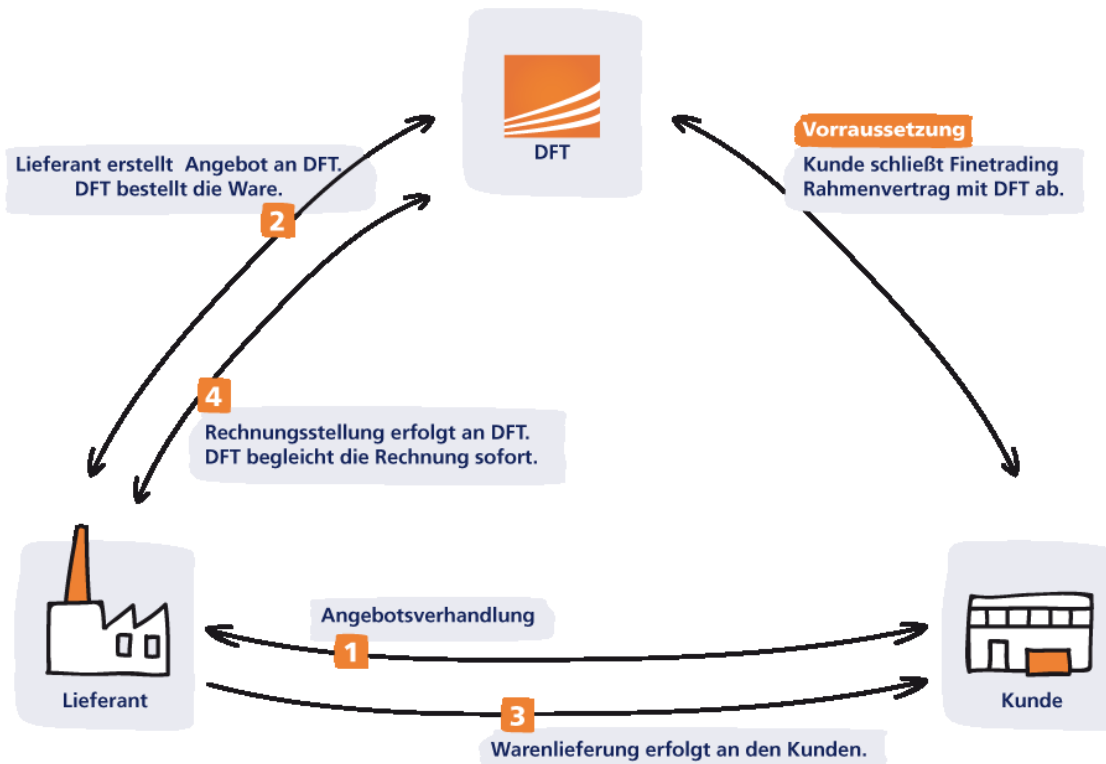 DFT
Vorraussetzung
Kunde schließt Finetrading
Rahmenvertrag mit DFT ab.
Lieferant erstellt Angebot an DFT.
DFT bestellt die Ware.
2
4
Rechnungsstellung erfolgt an DFT.
DFT begleicht die Rechnung sofort.
Angebotsverhandlung
1
Lieferant
Kunde
3
Warenlieferung erfolgt an den Kunden.